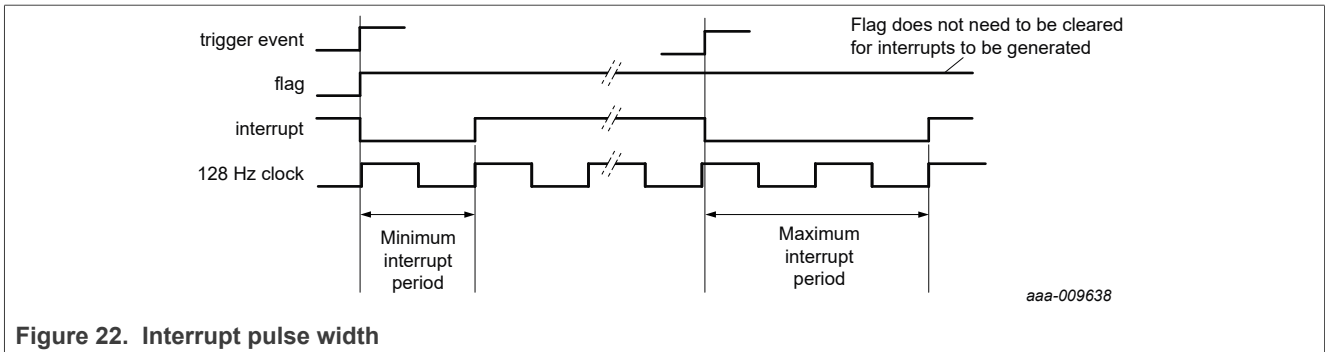 trigger event
Flag does not need to be cleared
for interrupts to be generated
flag
interrupt
128 Hz clock
Minimum
interrupt
period
Maximum
interrupt
period
aaa-009638
Figure 22. Interrupt pulse width